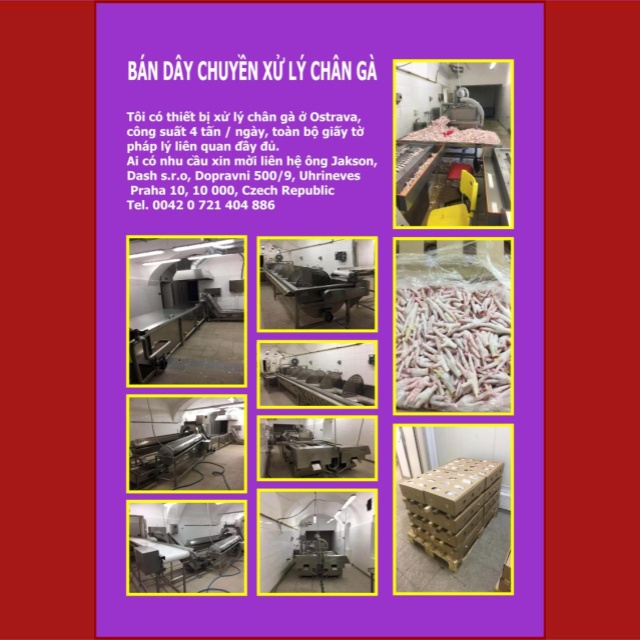 BÁN DÂY CHUYỀN XỬ LÝ CHÂN GÀ
Tôi có thiết bị xử lý chân gà ở Ostrava,
công suất 4 tấn / ngày, toàn bộ giấy tờ
pháp lý liên quan đầy đủ.
Ai có nhu cầu xin mời liên hệ ông Jakson,
Dash s.r.o, Dopravni 500/9, Uhrineves
Praha 10, 10 000, Czech Republic
Tel. 0042 0 721 404 886